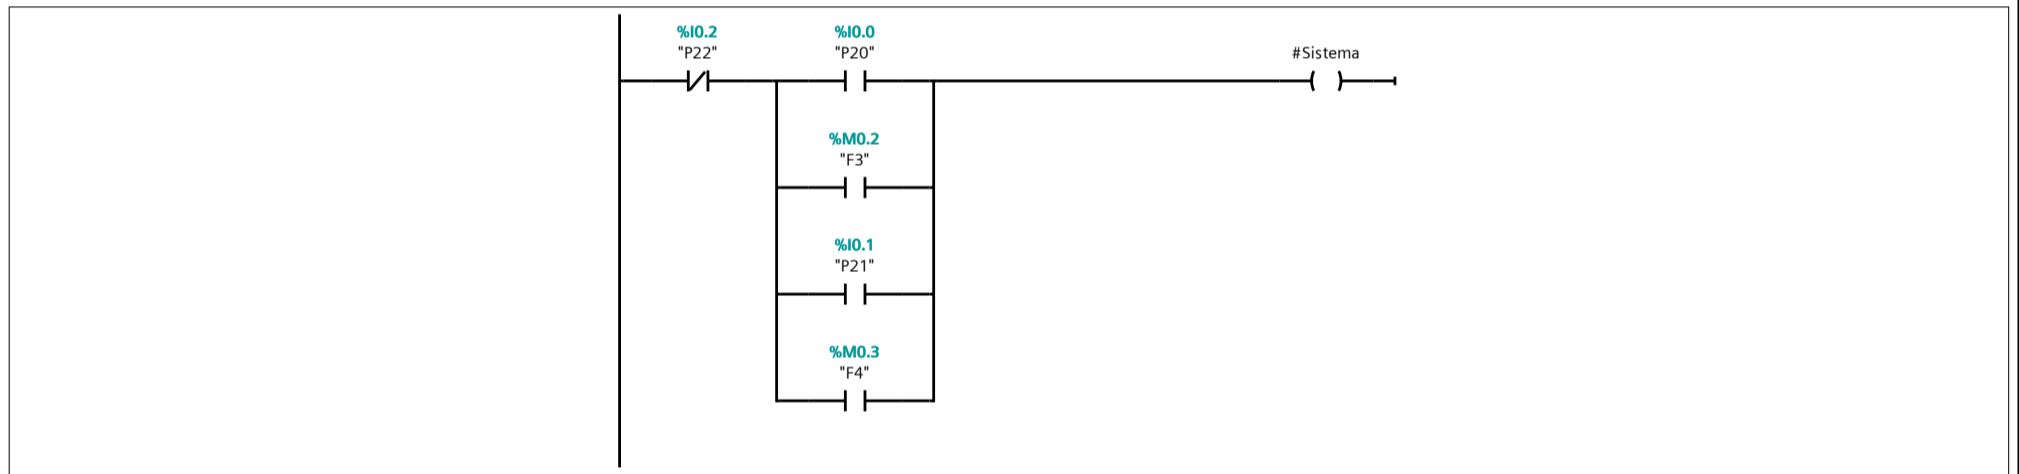 %I0.2
"P22"
%I0.0
"P20"
#Sistema
%M0.2
"F3"
%I0.1
"P21"
%M0.3
"F4"